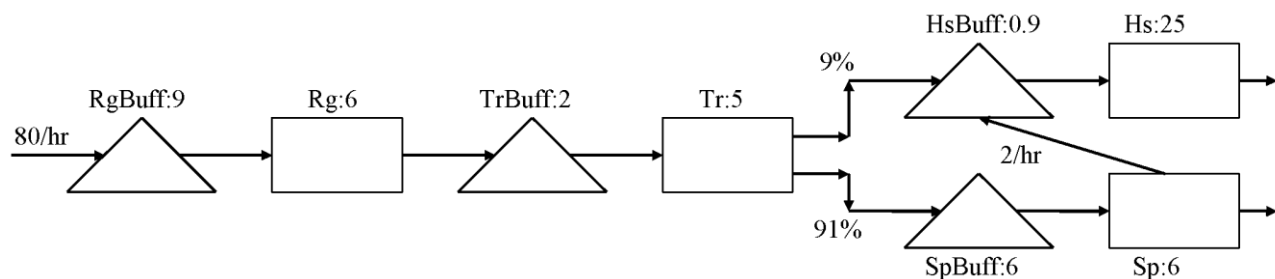 HsBuff:0.9
Hs:25
9%
RgBuff:9
Rg:6
TrBuff:2
Tr:5
80/hr
2/hr
91%
SpBuff:6
Sp:6